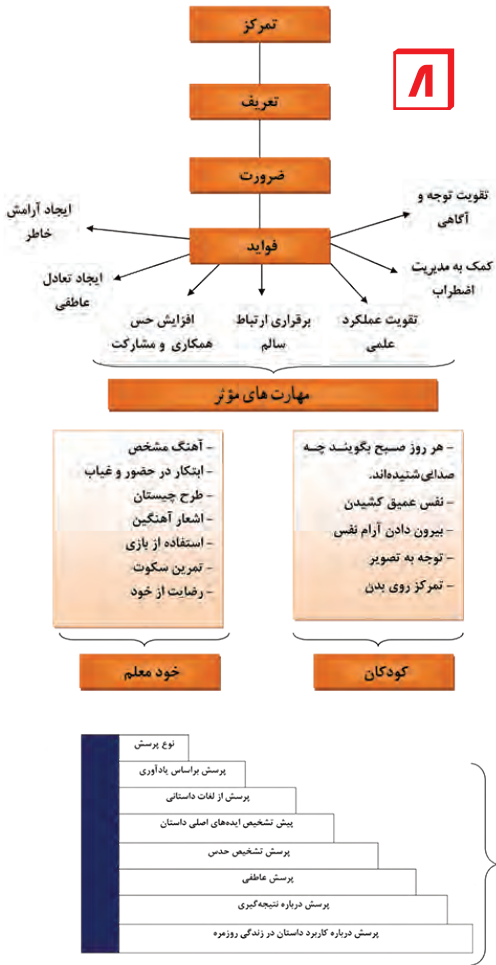 تمرکز
۸
تعریف
ضرورت
فواید
تقویت توجه و
آگاهی
کمک به مدیریت
اضطراب
تقویت عملکرد
علمی
برقراری ارتباط
سالم
افزایش حس
همکاری و مشارکت
ایجاد تعادل
عاطفی
ایجاد آرامش
خاطر
مهارت های مؤثر
- هر روز صبح بگوینـد چـه
صدای‌شنیده‌اند.
- نفس عمیق کشیدن
- بیرون دادن آرام نفس
- توجه به تصویر
- تمرکز روی بدن
کودکان
- آهنگ مشخص
- ابتکار در حضور و غیاب
- طرح چیستان
- اشعار آهنگین
- استفاده از بازی
- تمرین سکوت
- رضایت از خود
خود معلم
نوع پرسش
پرسش براساس یادآوری
پرسش از لغات داستانی
پیش تشخیص ایده‌های اصلی داستان
پرسش تشخیص حدس
پرسش عاطفی
پرسش درباره نتیجه‌گیری
پرسش درباره کاربرد داستان در زندگی روزمره